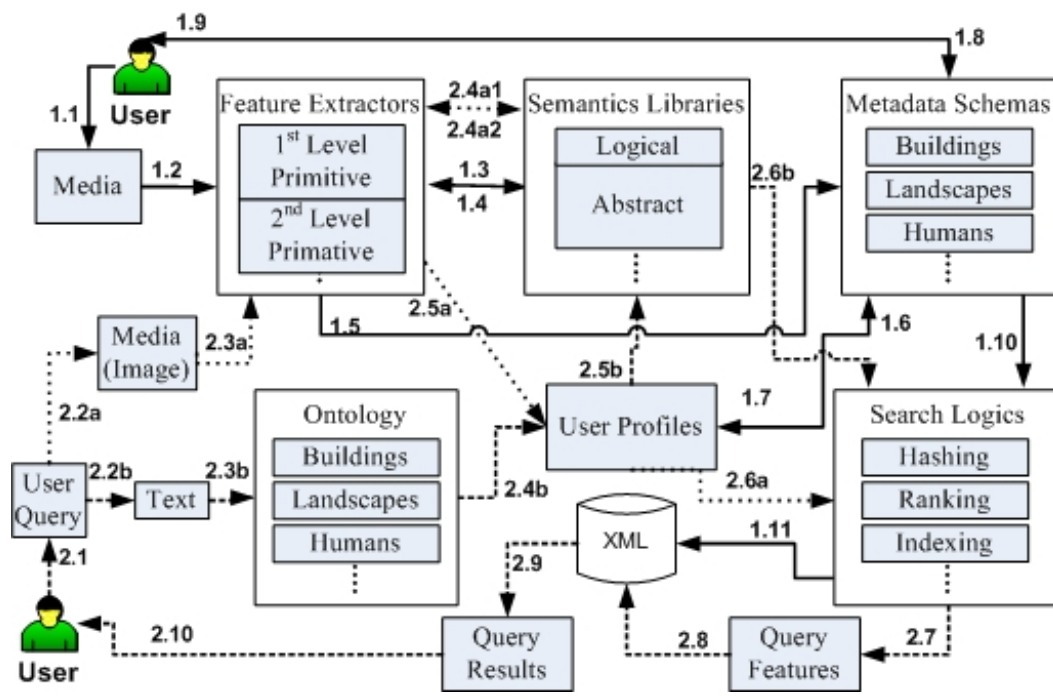 1.9
1.8
User
1.1
Media
1.2
Feature Extractors
1st Level
Primitive
2nd Level
Primative
2.4a1
2.4a2
1.3
1.4
Semantics Libraries
Logical
Abstract
2.6b
Metadada Schemas
Buildings
Landscapes
Humans
1.5
2.5a
1.6
1.10
Media
(Image)
2.3a
2.2a
2.5b
User Profiles
1.7
Ontology
Buildings
Landscapes
Humans
2.4b
2.6a
Search Logics
Hashing
Ranking
Indexing
User
Query
2.2b
Text
2.3b
2.1
User
XML
1.11
2.9
2.10
Query
Results
2.8
Query
Features
2.7